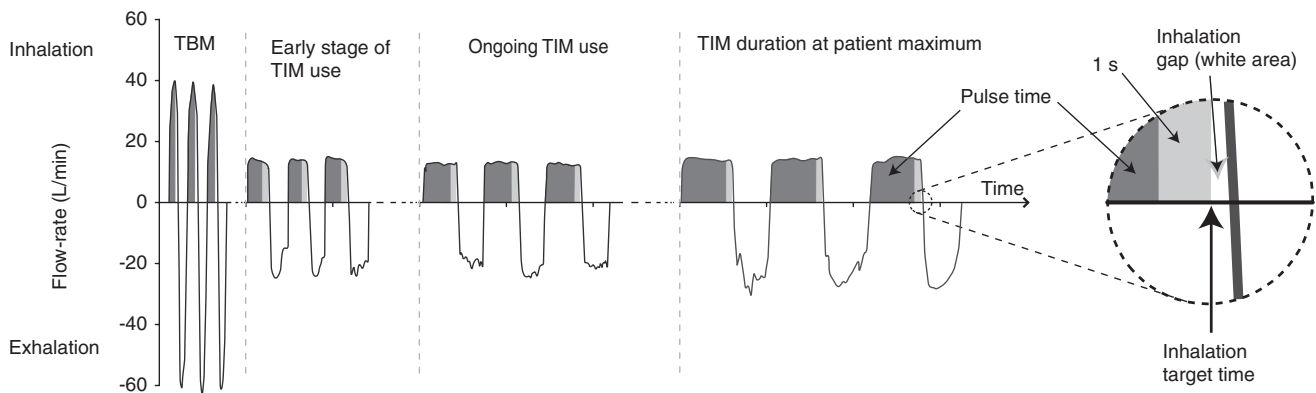 60
40
20
0
-20
-40
-60
Flow-rate (L/min)
Inhalation
Exhalation
TBM
Early stage of
TIM use
Ongoing TIM use
TIM duration at patient maximum
Pulse time
Time
1 s
Inhalation
gap (white area)
Inhalation
target time